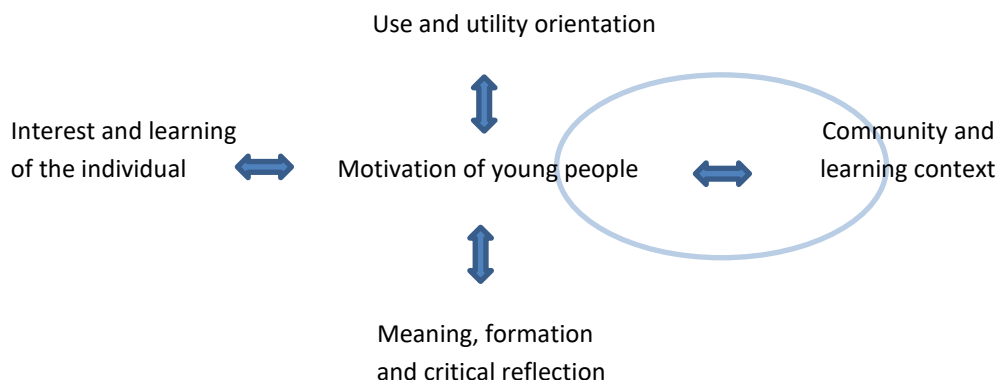 Use and utility orientation
Interest and learning
of the individual
Motivation of young people
Community and
learning context
Meaning, formation
and critical reflection